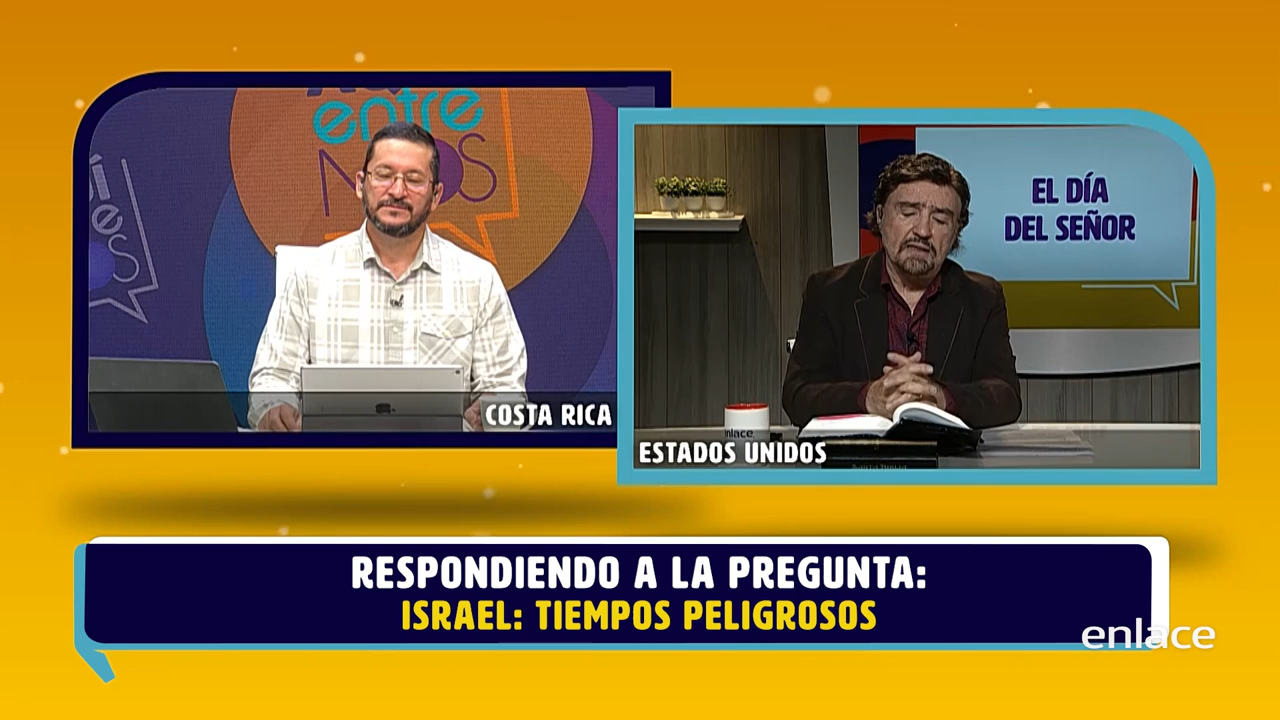 entre
NOS
COSTA RICA
EL DÍA
DEL SEÑOR
enlace
ESTADOS UNIDOS
RESPONDIENDO A LA PREGUNTA:
ISRAEL: TIEMPOS PELIGROSOS
enlace